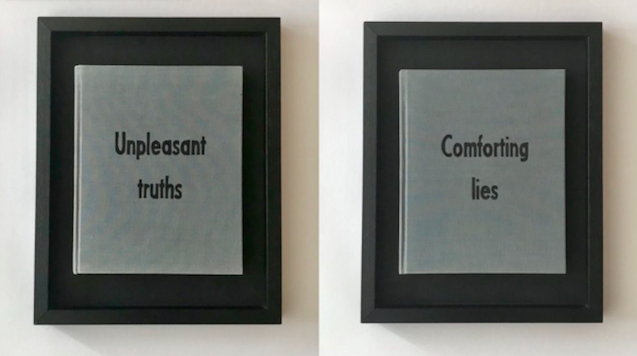 Unpleasant
truths
Comforting
lies